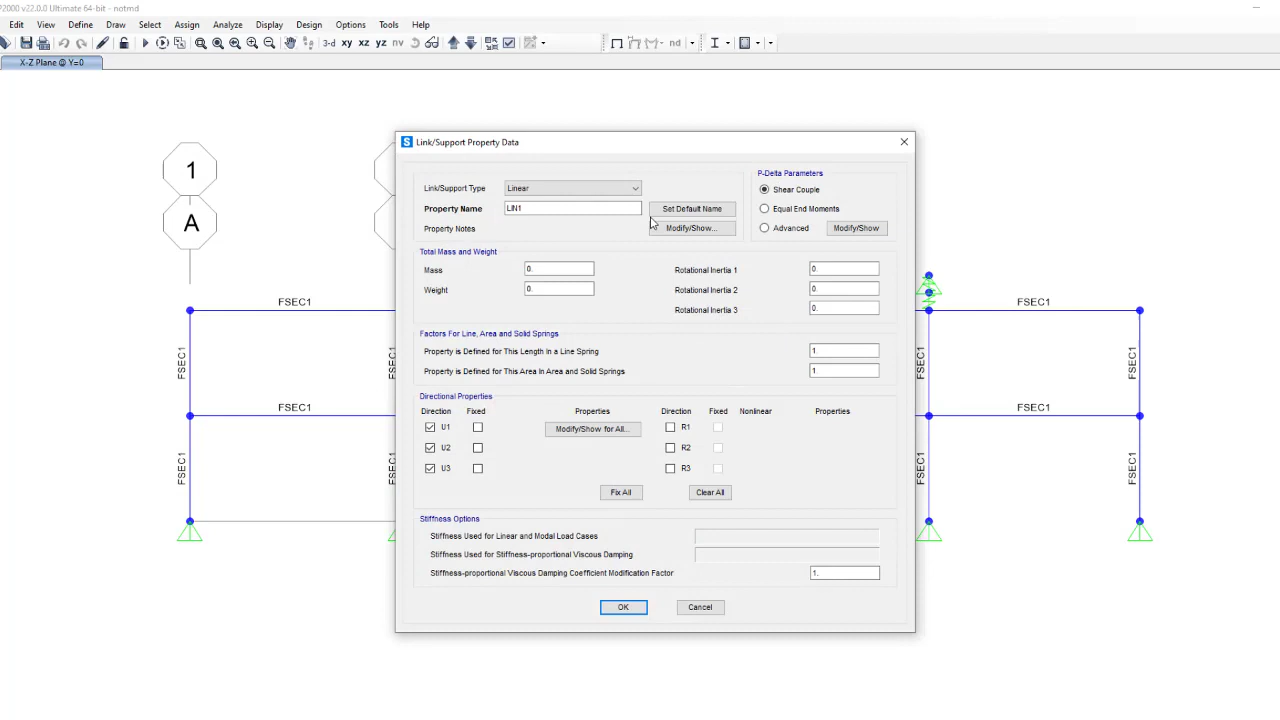 P2000 v22.0.0 Ultimate 64-bit - notmd
Edit View Define Draw Select Assign Analyze Display Design Options Tools Help
3-d xy xz yz nv nd
X-Z Plane @ Y=0
1
A
FSEC1 FSEC1
FSEC1 FSEC1 FSEC1
FSEC1 FSEC1
FSEC1 FSEC1 FSEC1
Link/Support Property Data
Link/Support Type Linear
Property Name LIN1 Set Default Name
Property Notes Modify/Show...
P-Delta Parameters
Shear Couple
Equal End Moments
Advanced Modify/Show
Total Mass and Weight
Mass 0. Rotational Inertia 1 0.
Weight 0. Rotational Inertia 2 0.
Rotational Inertia 3 0.
Factors For Line, Area and Solid Springs
Property is Defined for This Length In a Line Spring 1.
Property is Defined for This Area In Area and Solid Springs 1.
Directional Properties
Direction Fixed Properties Direction Fixed Nonlinear Properties
U1 Modify/Show for All... R1
U2 R2
U3 R3
Fix All Clear All
Stiffness Options
Stiffness Used for Linear and Modal Load Cases
Stiffness Used for Stiffness-proportional Viscous Damping
Stiffness-proportional Viscous Damping Coefficient Modification Factor 1.
OK Cancel